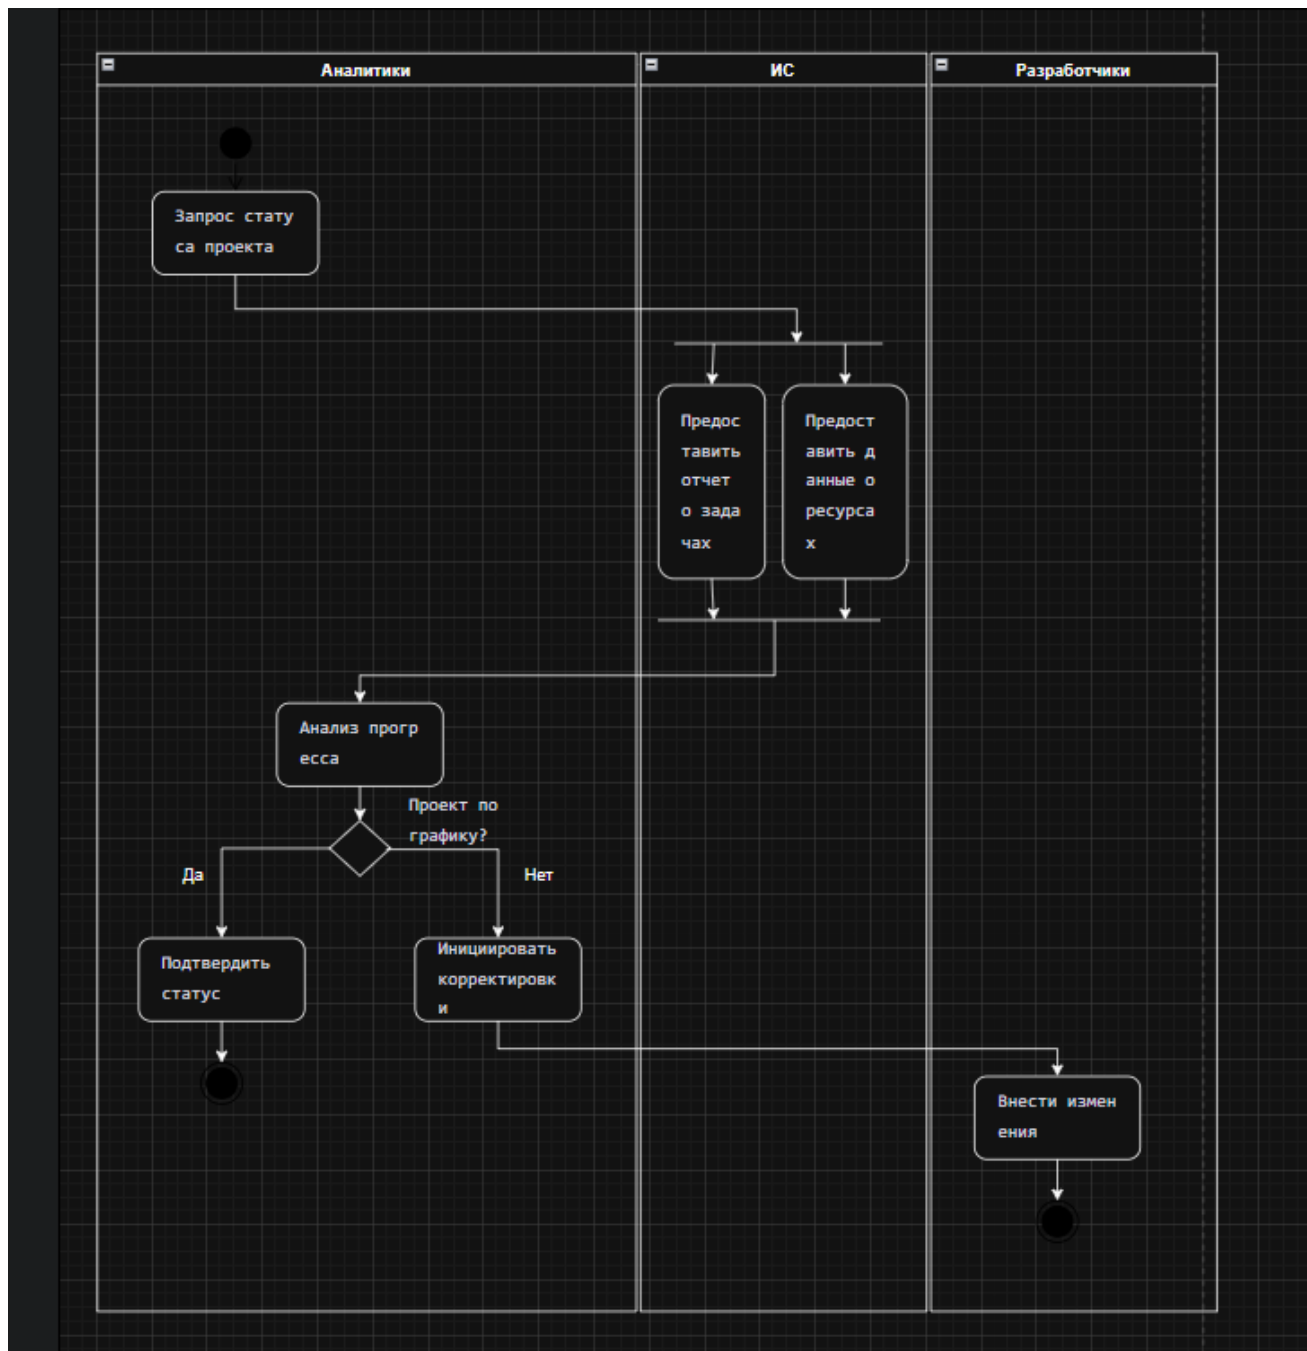 Аналитики
ИС
Разработчики
Запрос стату
са проекта
Предос
тавить
отчет
о зада
чах
Предост
авить д
анные о
ресурса
х
Анализ прогр
есса
Проект по
графику?
Да
Нет
Подтвердить
статус
Инициировать
корректировк
и
Внести измен
ения